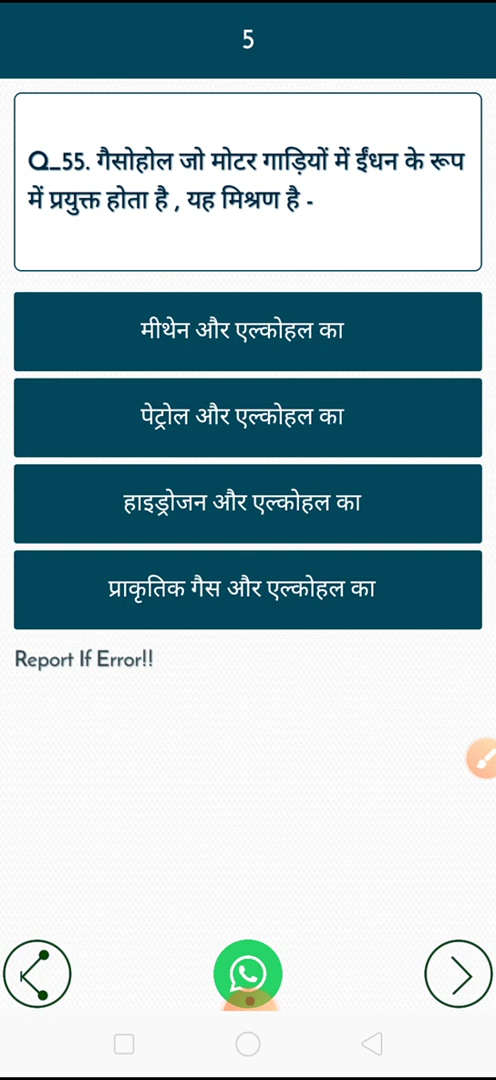 5
Q_55. गैसोहोल जो मोटर गाड़ियों में ईंधन के रूप
में प्रयुक्त होता है , यह मिश्रण है -
मीथेन और एल्कोहल का
पेट्रोल और एल्कोहल का
हाइड्रोजन और एल्कोहल का
प्राकृतिक गैस और एल्कोहल का
Report If Error!!